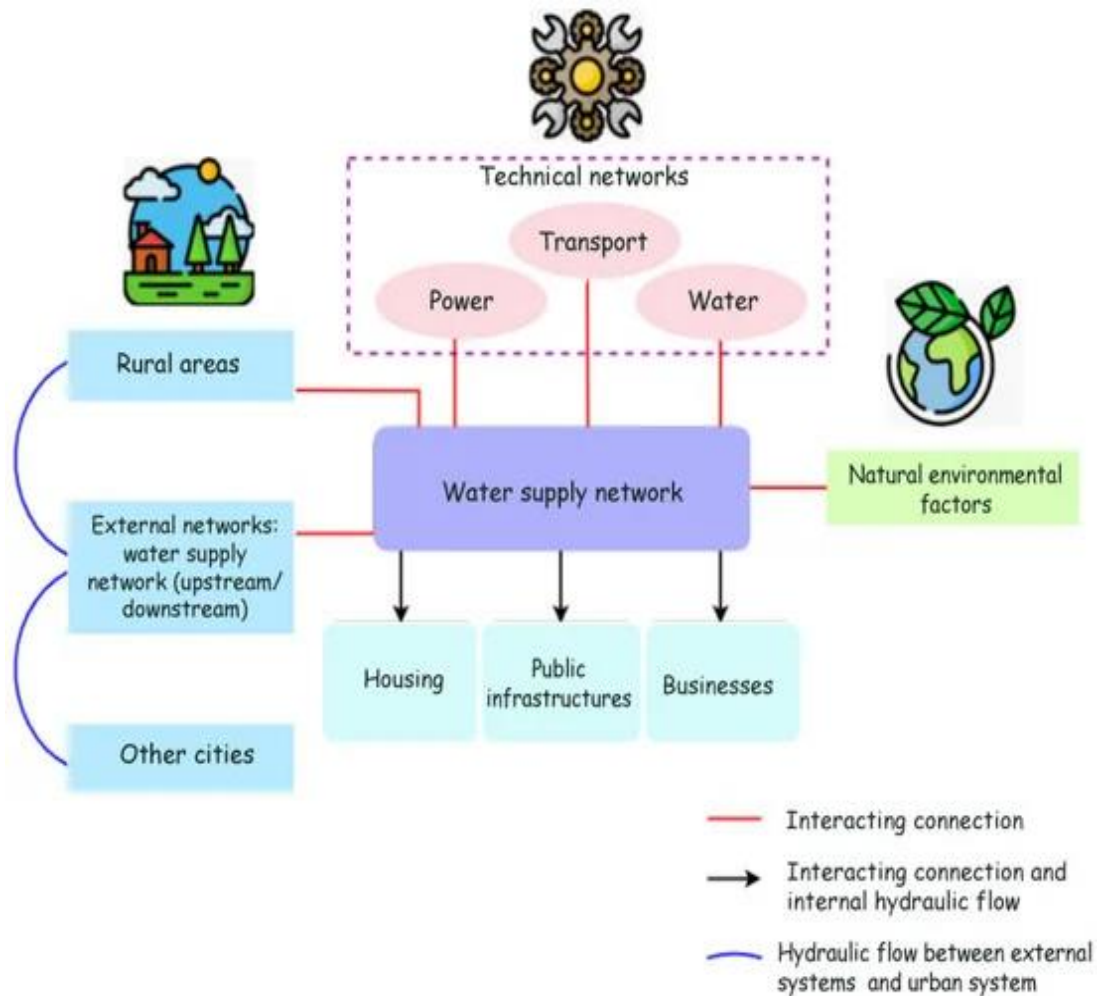 Technical networks
Transport
Power
Water
Rural areas
Water supply network
Natural environmental
factors
External networks:
water supply
network (upstream/
downstream)
Housing
Public
infrastructures
Businesses
Other cities
Interacting connection
Interacting connection and
internal hydraulic flow
Hydraulic flow between external
systems and urban system